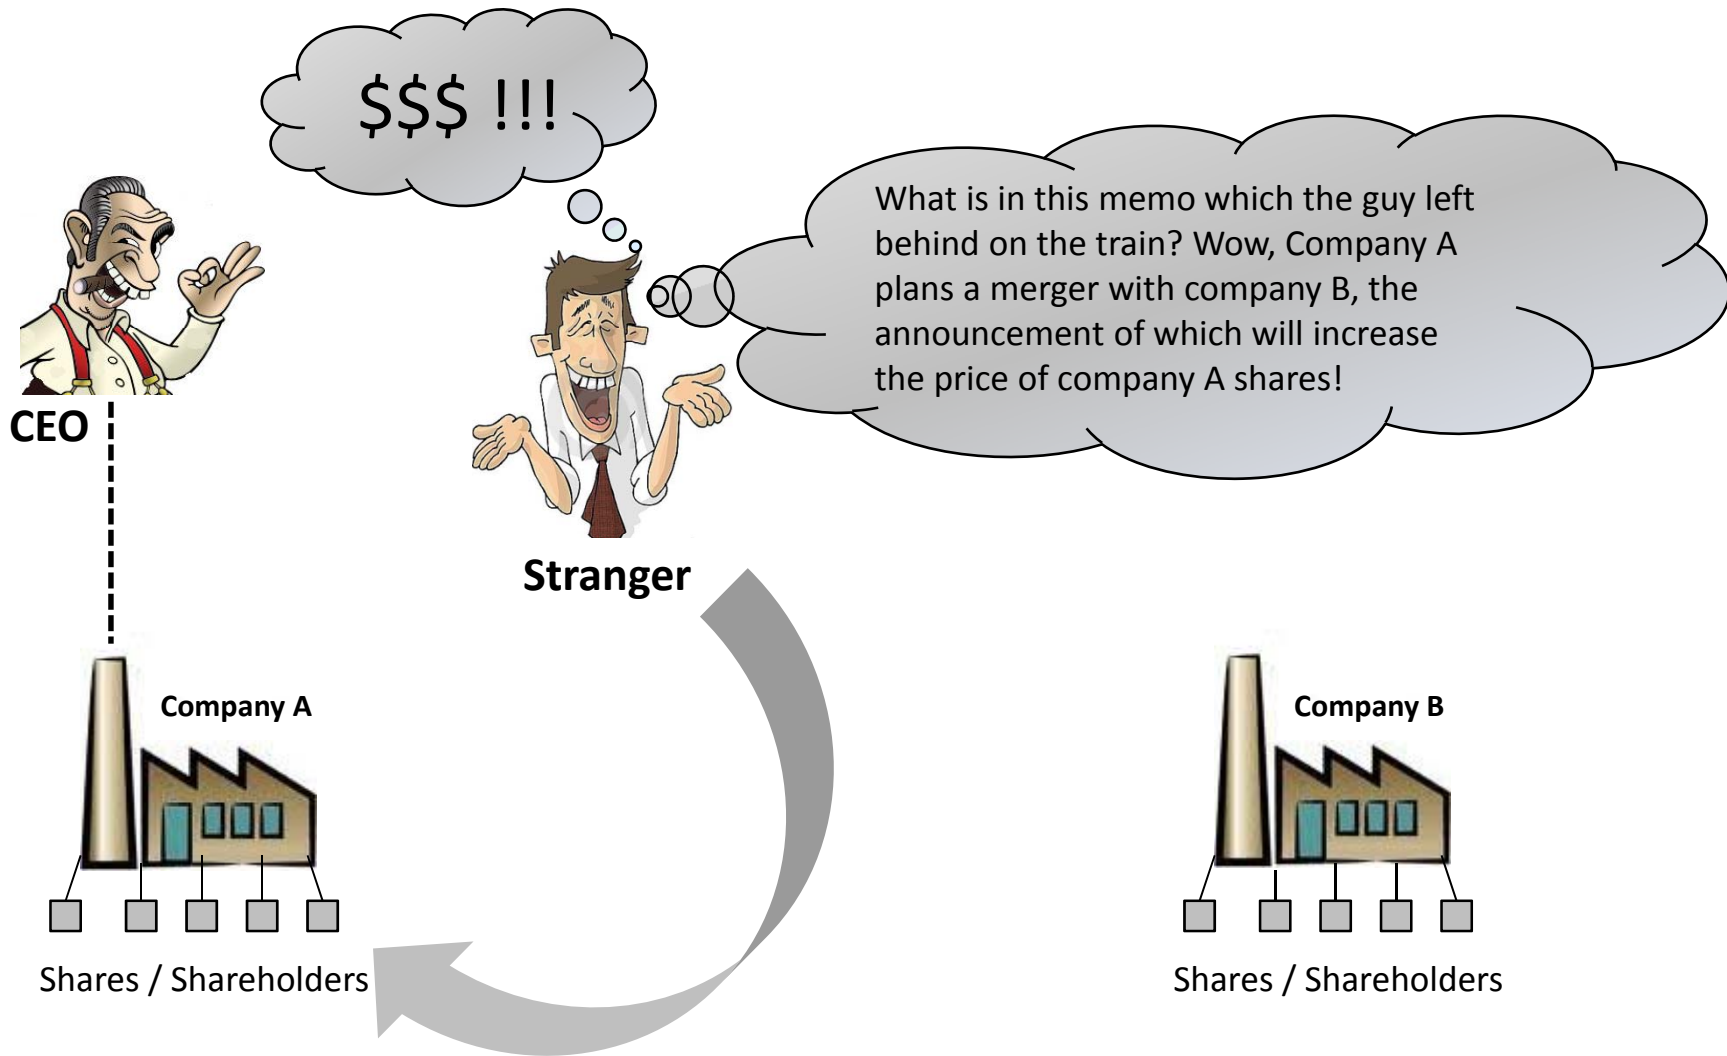 $$$ !!!
What is in this memo which the guy left
behind on the train? Wow, Company A
plans a merger with company B, the
announcement of which will increase
the price of company A shares!
CEO
Stranger
Company A
Company B
Shares / Shareholders
Shares / Shareholders